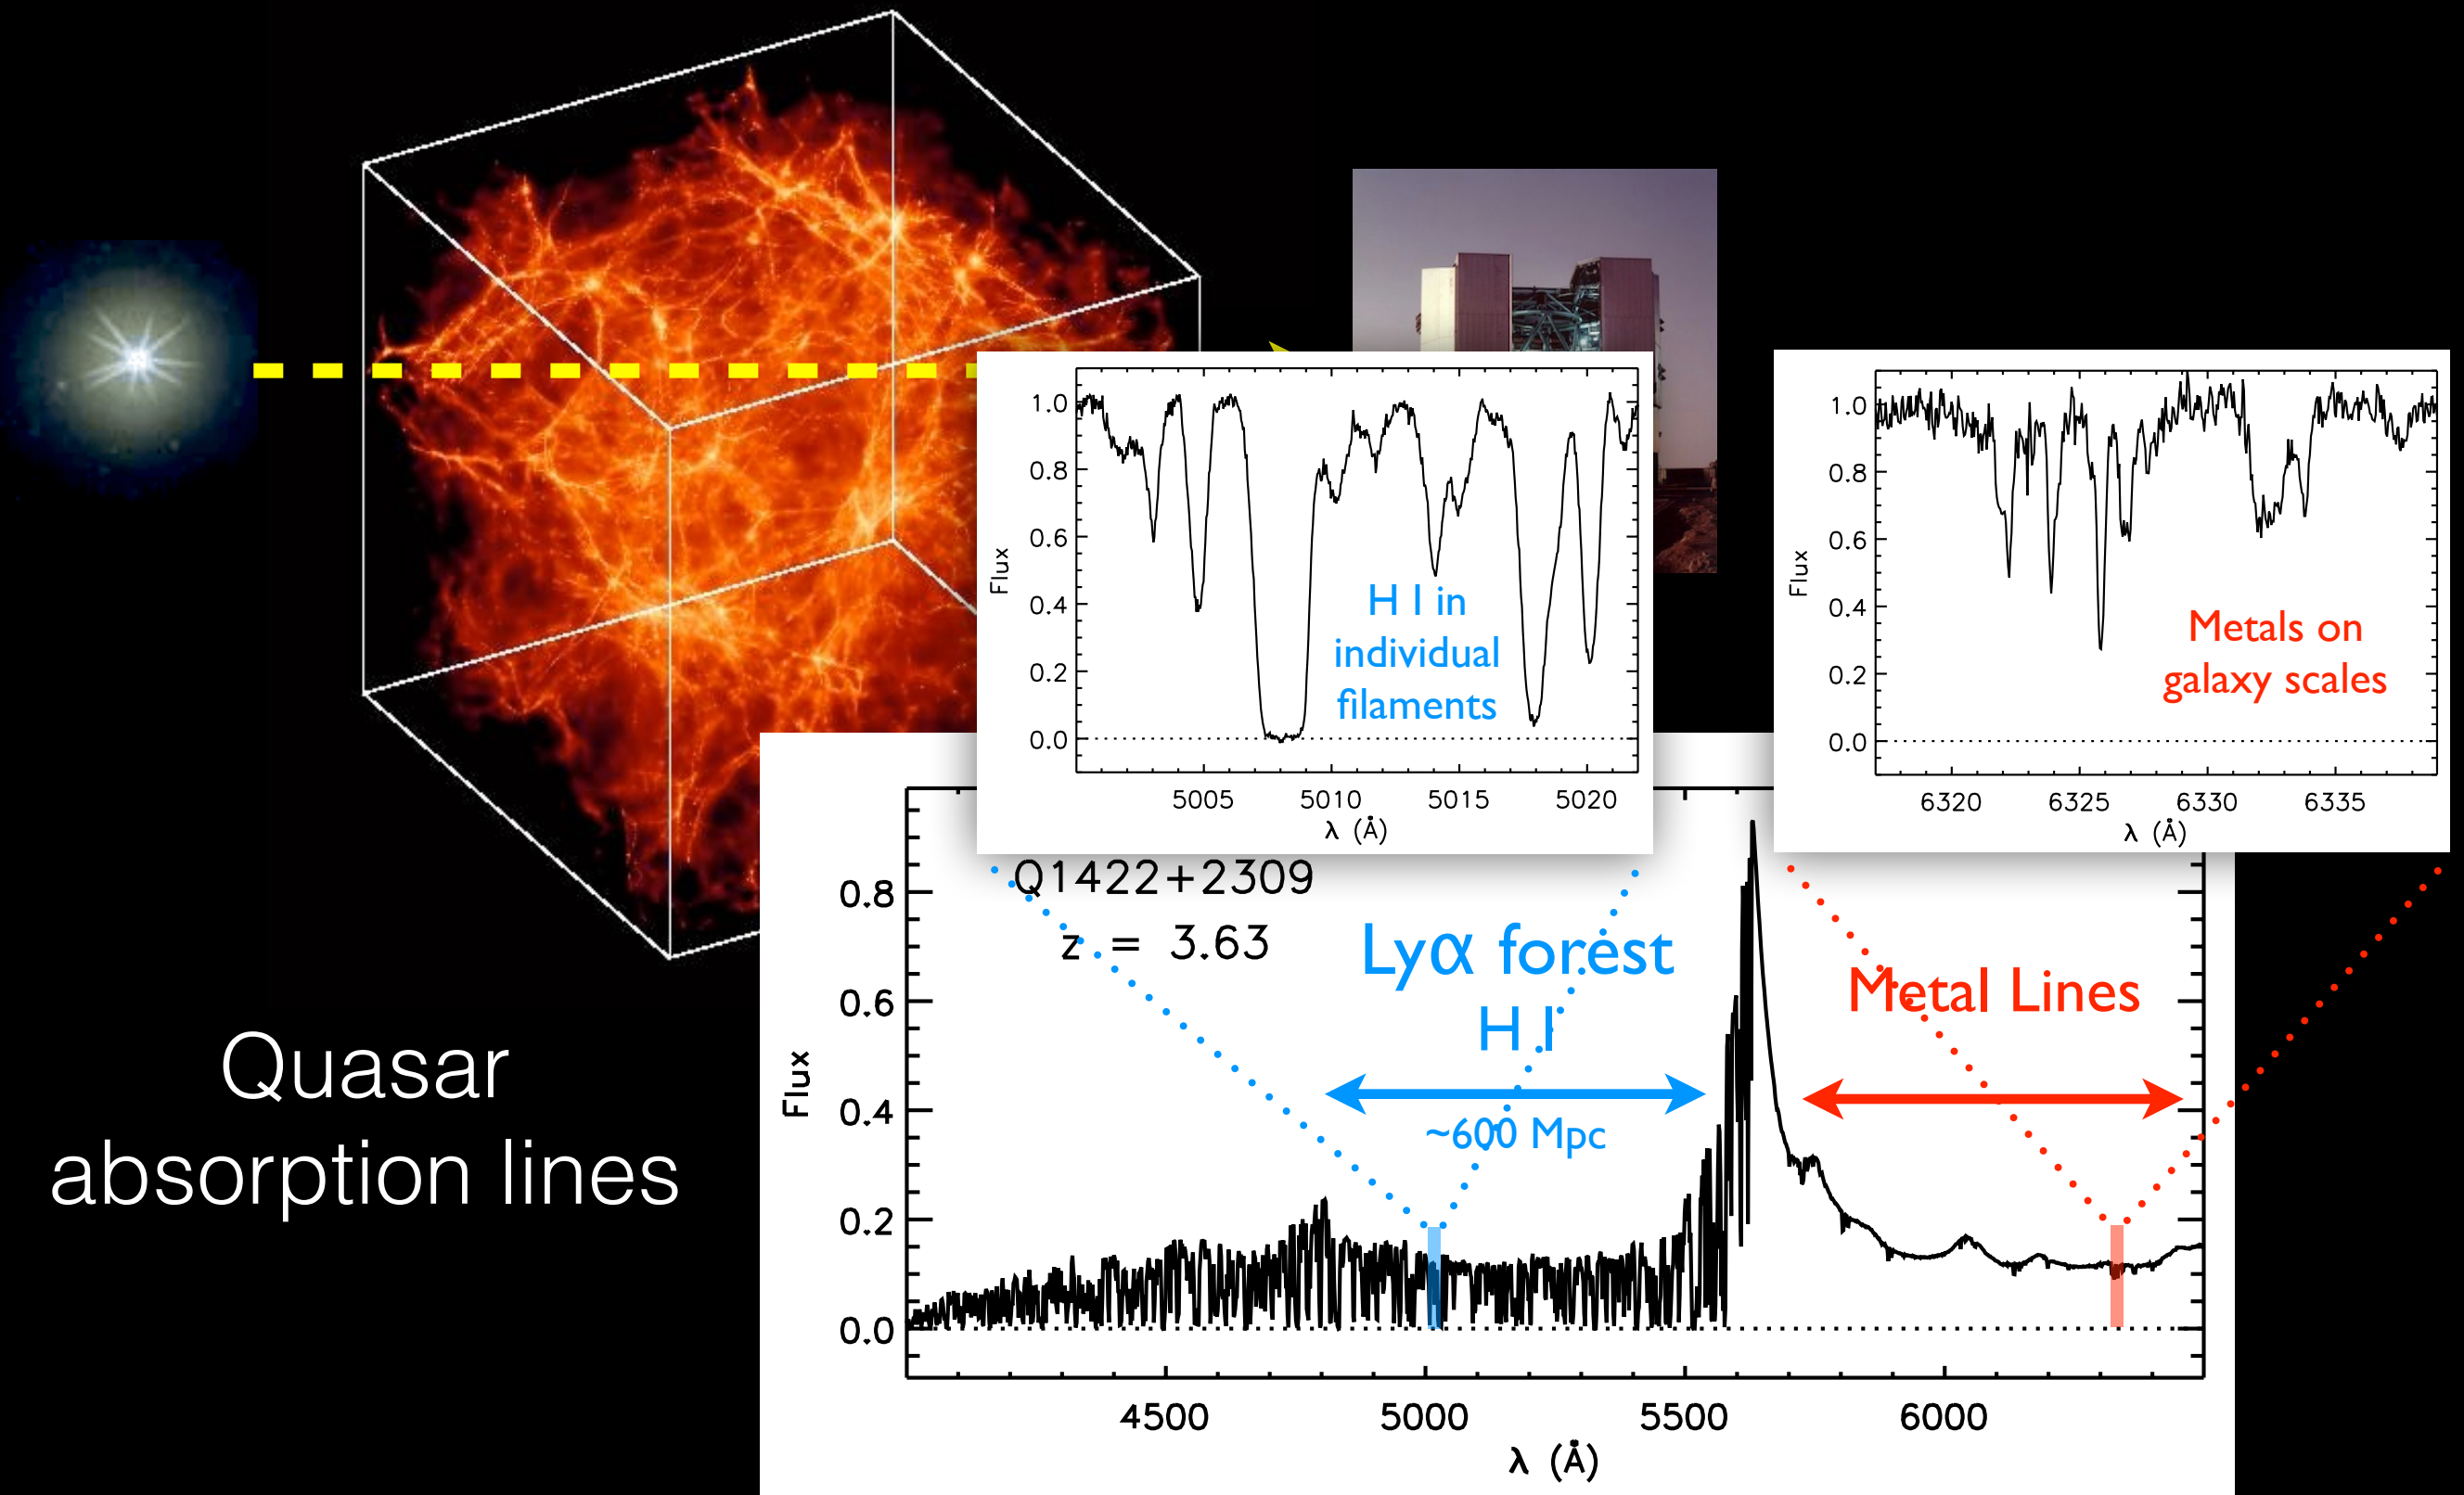 Quasar
absorption lines
1.0
0.8
0.6
0.4
0.2
0.0
Flux
H I in
individual
filaments
5005 5010 5015 5020
λ (Å)
1.0
0.8
0.6
0.4
0.2
0.0
Flux
Metals on
galaxy scales
6320 6325 6330 6335
λ (Å)
Q1422+2309
z = 3.63
Lyα forest
H I
~600 Mpc
Metal Lines
0.8
0.6
0.4
0.2
0.0
Flux
4500 5000 5500 6000
λ (Å)